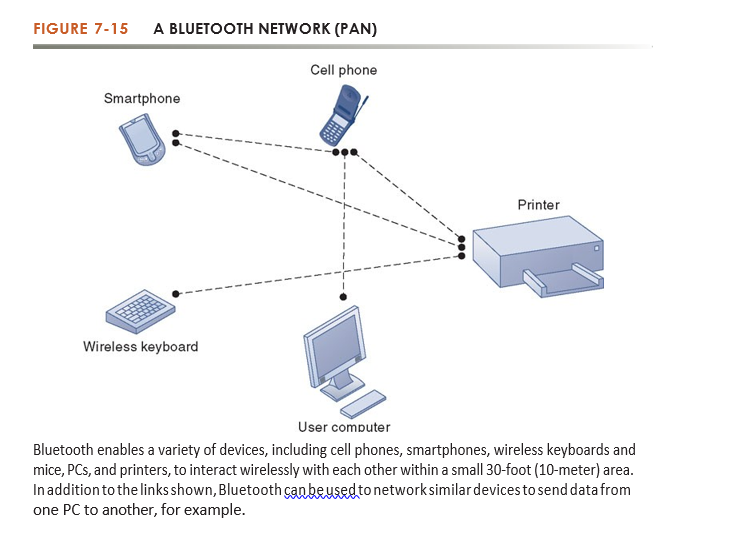 FIGURE 7-15 A BLUETOOTH NETWORK (PAN)
Cell phone
Smartphone
Printer
Wireless keyboard
User computer
Bluetooth enables a variety of devices, including cell phones, smartphones, wireless keyboards and
mice, PCs, and printers, to interact wirelessly with each other within a small 30-foot (10-meter) area.
In addition to the links shown, Bluetooth can be used to network similar devices to send data from
one PC to another, for example.